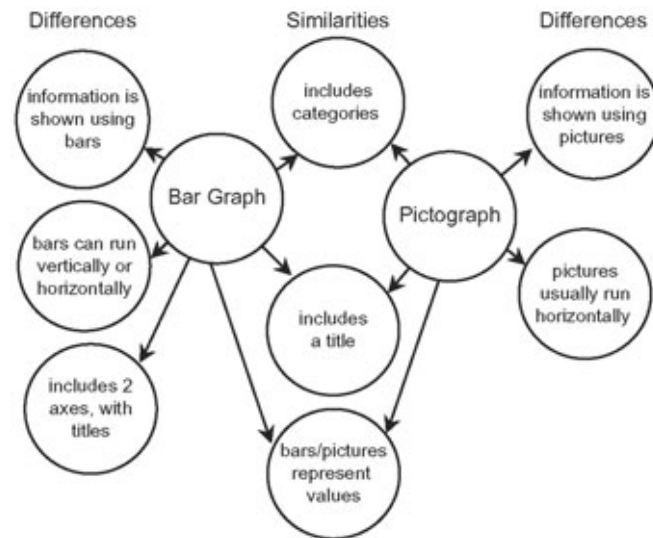 Differences
Similarities
Differences
information is
shown using
bars
includes
categories
information is
shown using
pictures
Bar Graph
Pictograph
bars can run
vertically or
horizontally
pictures
usually run
horizontally
includes
a title
includes 2
axes, with
titles
bars/pictures
represent
values